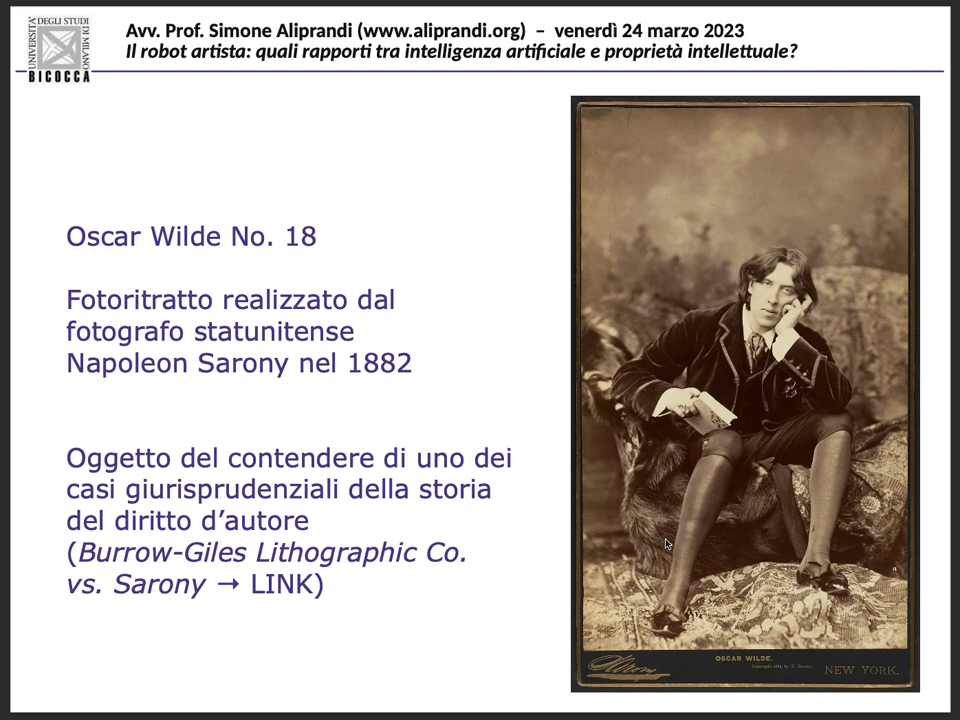 UNIVERSITÀ DEGLI STUDI DI MILANO
BICOCCA
Avv. Prof. Simone Aliprandi (www.aliprandi.org) – venerdì 24 marzo 2023
Il robot artista: quali rapporti tra intelligenza artificiale e proprietà intellettuale?
Oscar Wilde No. 18
Fotoritratto realizzato dal
fotografo statunitense
Napoleon Sarony nel 1882
Oggetto del contendere di uno dei
casi giurisprudenziali della storia
del diritto d’autore
(Burrow-Giles Lithographic Co.
vs. Sarony → LINK)
Sarony
OSCAR WILDE.
NEW YORK.